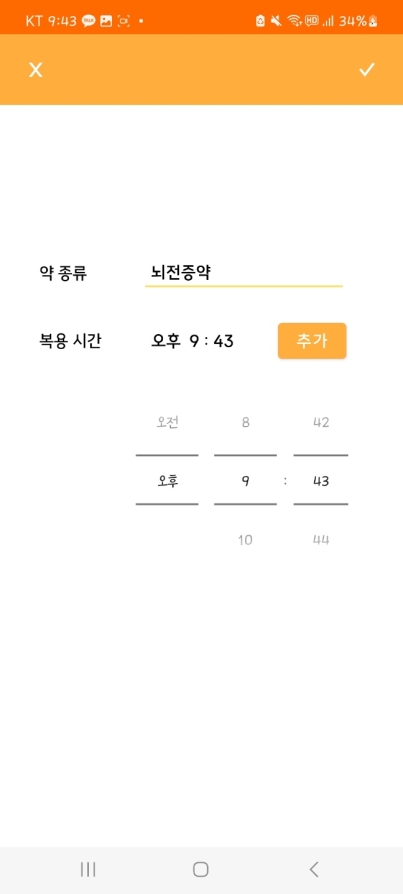 KT 9:43 34%
X
약 종류 뇌전증약
복용 시간 오후 9 : 43 추가
오전 8 42
오후 9 : 43
10 44